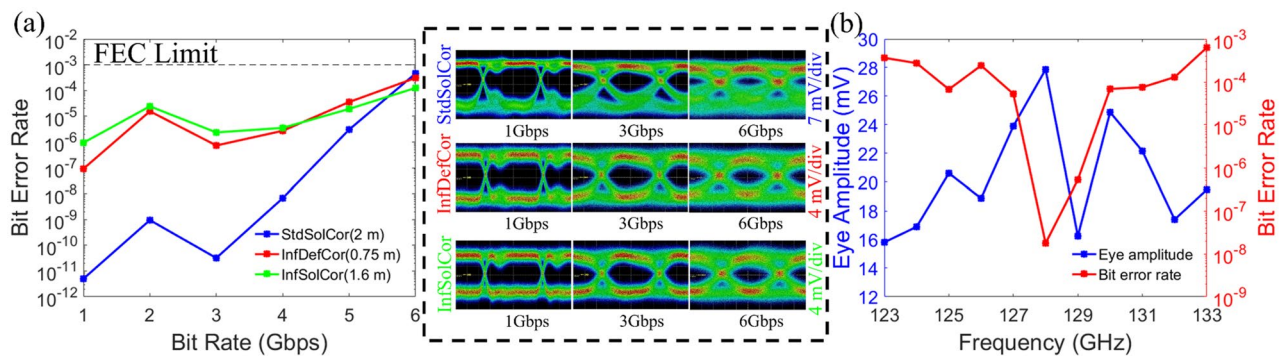 (a)
10-2
10-3
10-4
10-5
10-6
10-7
10-8
10-9
10-10
10-11
10-12
Bit Error Rate
FEC Limit
StdSolCor(2 m)
InfDefCor(0.75 m)
InfSolCor(1.6 m)
1 2 3 4 5 6
Bit Rate (Gbps)
StdSolCor
1Gbps 3Gbps 6Gbps
7 mV/div
InfDefCor
1Gbps 3Gbps 6Gbps
4 mV/div
InfSolCor
1Gbps 3Gbps 6Gbps
4 mV/div
(b)
30
28
26
24
22
20
18
16
14
12
Eye Amplitude (mV)
Eye amplitude
Bit error rate
10-3
10-4
10-5
10-6
10-7
10-8
10-9
Bit Error Rate
123 125 127 129 131 133
Frequency (GHz)